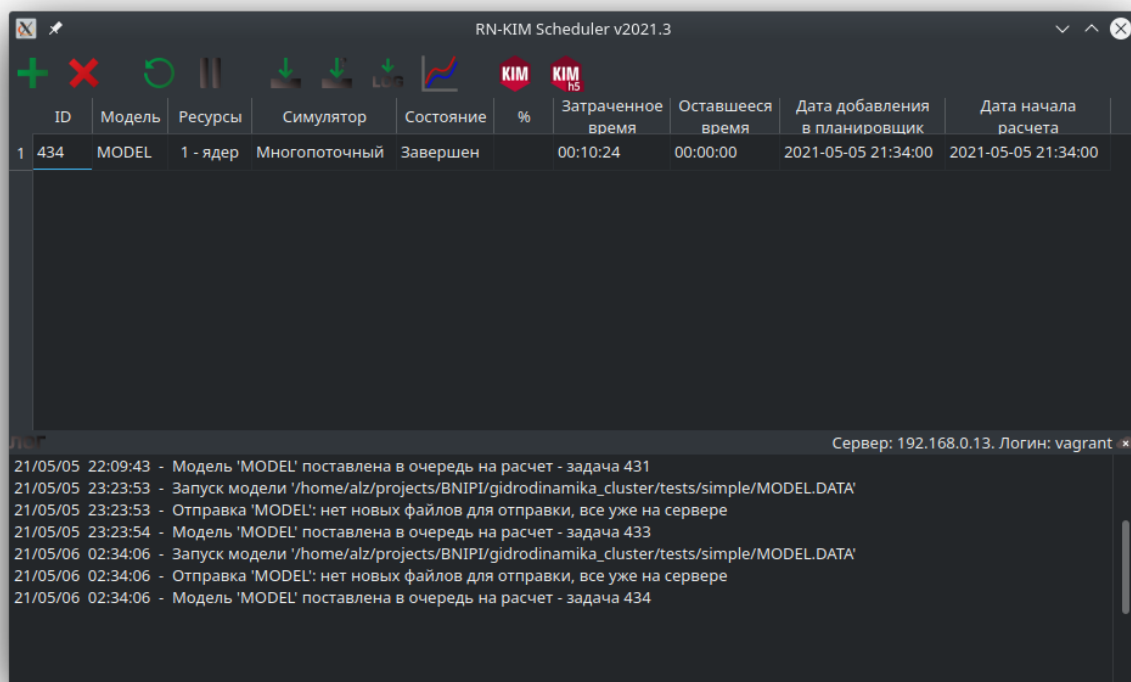 RN-KIM Scheduler v2021.3
LOG KIM KIM h5
ID Модель Ресурсы Симулятор Состояние % Затраченное время Оставшееся время Дата добавления в планировщик Дата начала расчета
1 434 MODEL 1 - ядер Многопоточный Завершен 00:10:24 00:00:00 2021-05-05 21:34:00 2021-05-05 21:34:00
Лог Сервер: 192.168.0.13. Логин: vagrant
21/05/05 22:09:43 - Модель 'MODEL' поставлена в очередь на расчет - задача 431
21/05/05 23:23:53 - Запуск модели '/home/alz/projects/BNIPI/gidrodinamika_cluster/tests/simple/MODEL.DATA'
21/05/05 23:23:53 - Отправка 'MODEL': нет новых файлов для отправки, все уже на сервере
21/05/05 23:23:54 - Модель 'MODEL' поставлена в очередь на расчет - задача 433
21/05/06 02:34:06 - Запуск модели '/home/alz/projects/BNIPI/gidrodinamika_cluster/tests/simple/MODEL.DATA'
21/05/06 02:34:06 - Отправка 'MODEL': нет новых файлов для отправки, все уже на сервере
21/05/06 02:34:06 - Модель 'MODEL' поставлена в очередь на расчет - задача 434